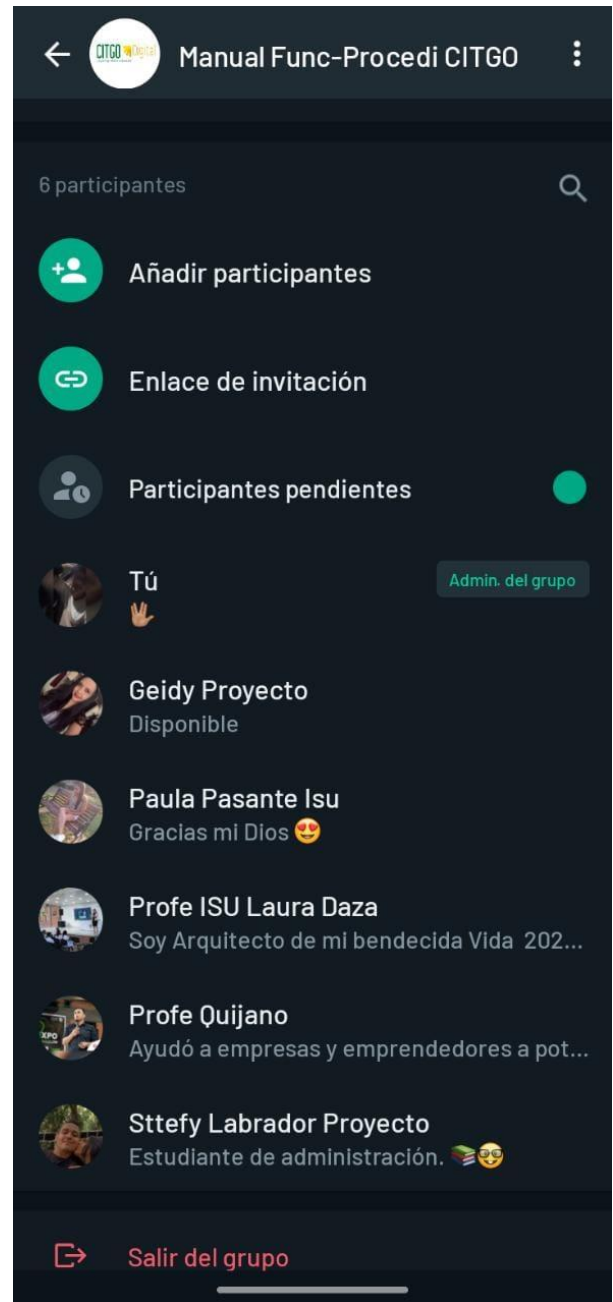 CITGO Digital
Manual Func-Procedi CITGO
6 participantes
Añadir participantes
Enlace de invitación
Participantes pendientes
Tú
Admin. del grupo
🖖🏽
Geidy Proyecto
Disponible
Paula Pasante Isu
Gracias mi Dios 😍
Profe ISU Laura Daza
Soy Arquitecto de mi bendecida Vida 202...
Profe Quijano
Ayudó a empresas y emprendedores a pot...
Sttefy Labrador Proyecto
Estudiante de administración. 📚🤓
Salir del grupo